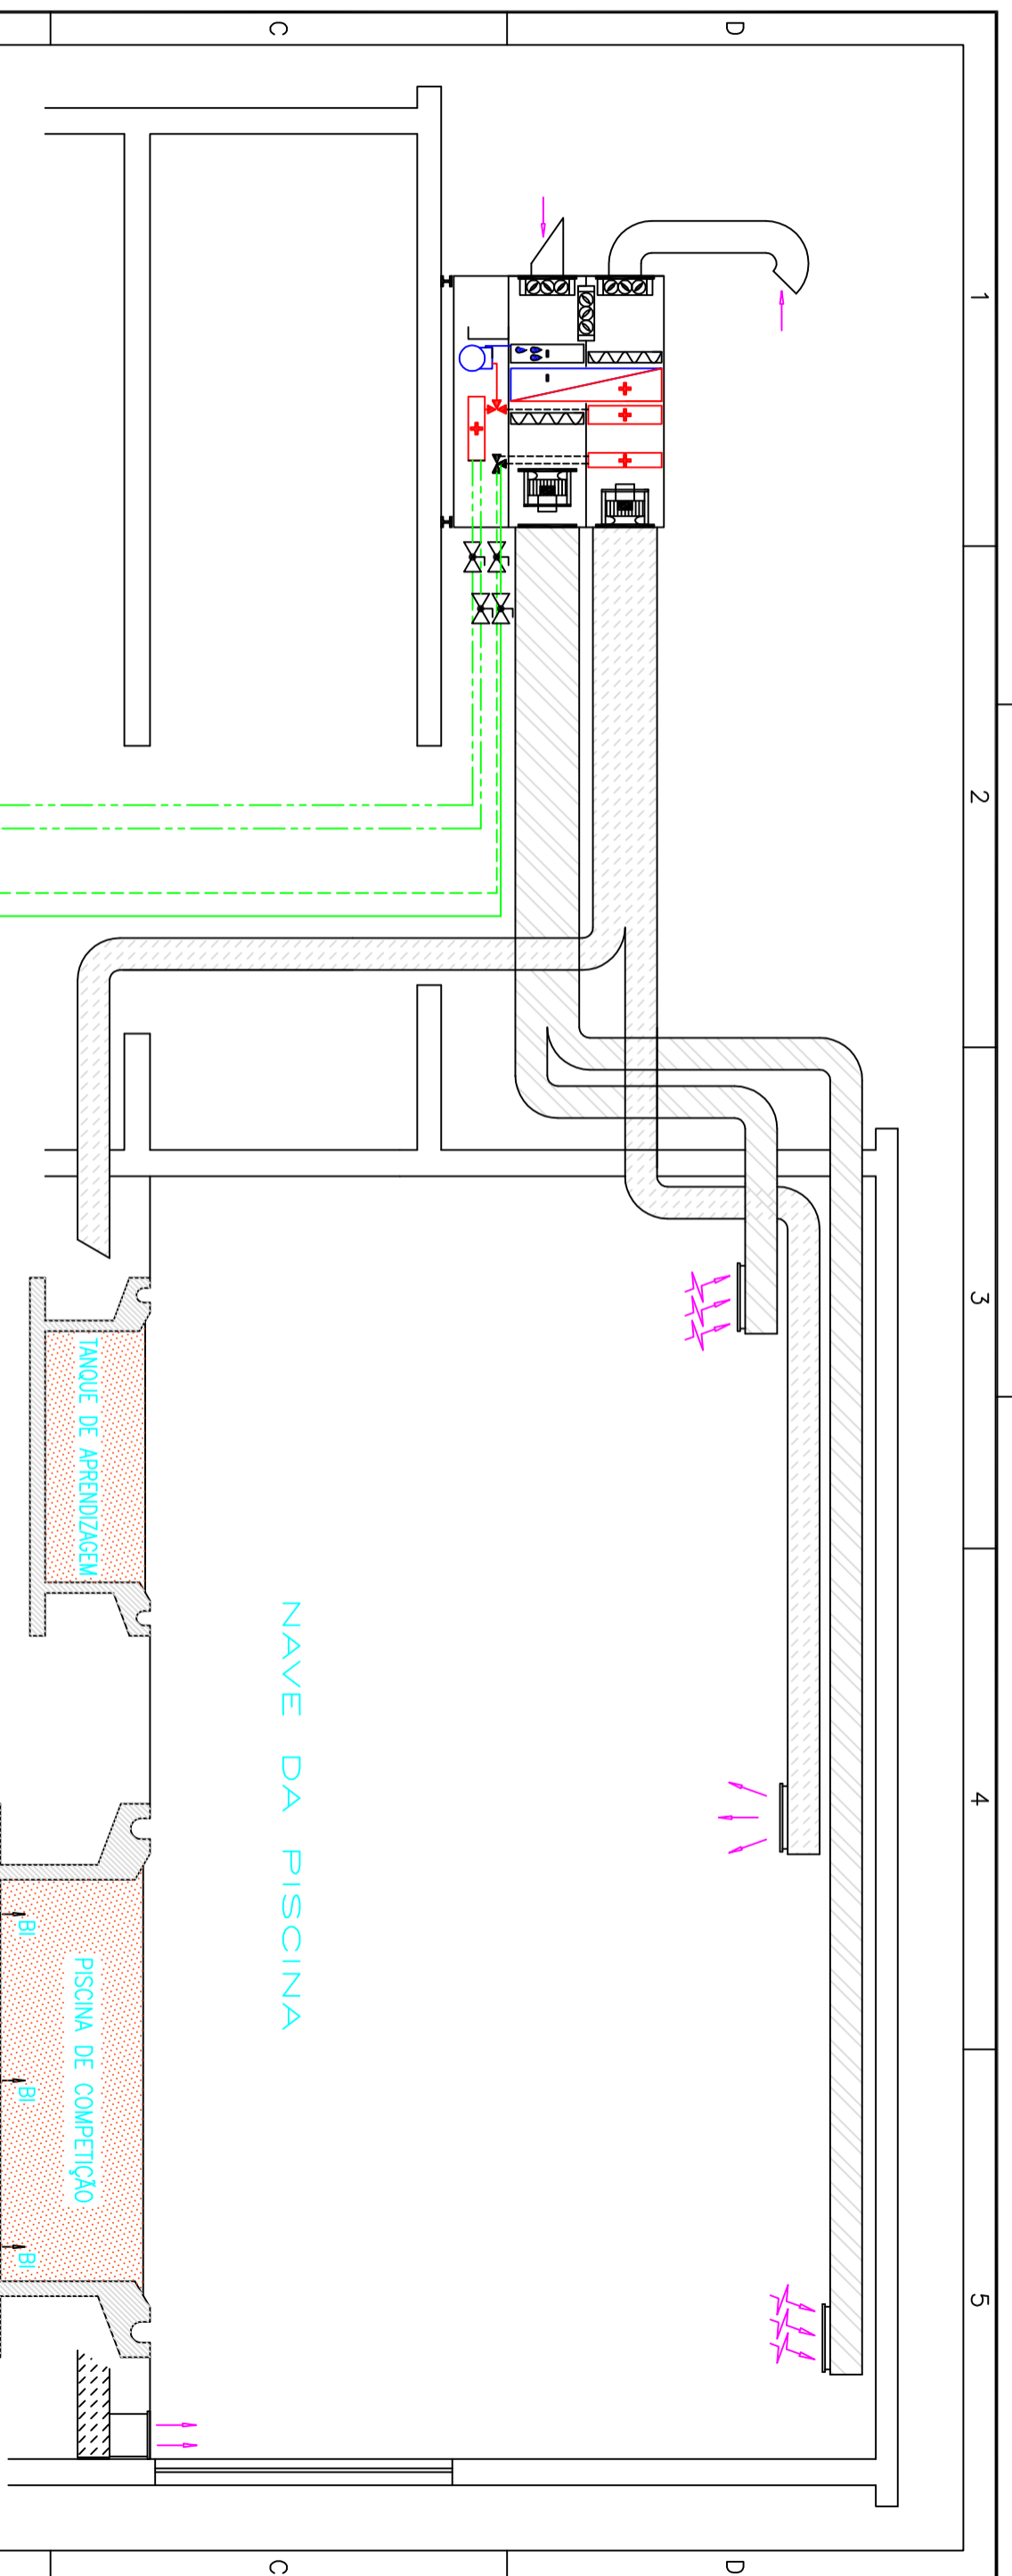 D
C
1
2
3
4
5
NAVE DA PISCINA
TANQUE DE APRENDIZAGEM
PISCINA DE COMPETIÇÃO
BI
BI
BI
D
C